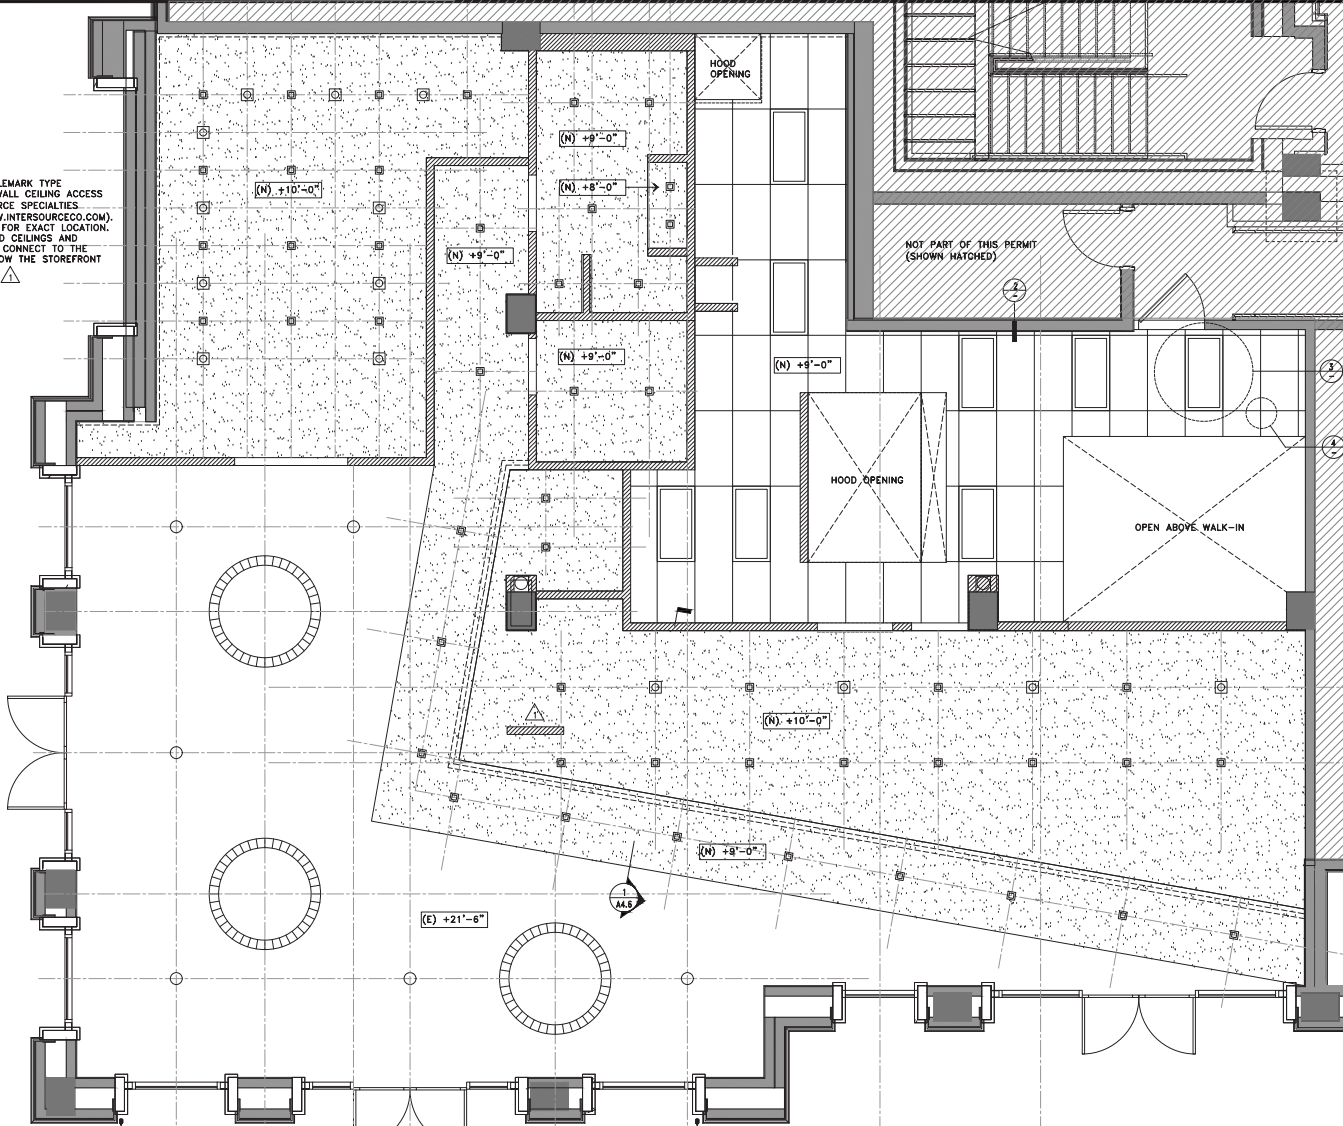 HOOD
OPENING
(N) +9'-0"
LEMARK TYPE
WALL CEILING ACCESS
RCE SPECIALTIES
W.INTERSOURCECO.COM).
FOR EXACT LOCATION.
D CEILINGS AND
CONNECT TO THE
OW THE STOREFRONT
1
(N) +10'-0"
(N) +8'-0"
(N) +9'-0"
NOT PART OF THIS PERMIT
(SHOWN HATCHED)
2
-
(N) +9'-0"
(N) +9'-0"
3
-
4
-
HOOD OPENING
OPEN ABOVE WALK-IN
1
(N) +10'-0"
(N) +9'-0"
1
A4.6
(E) +21'-6"